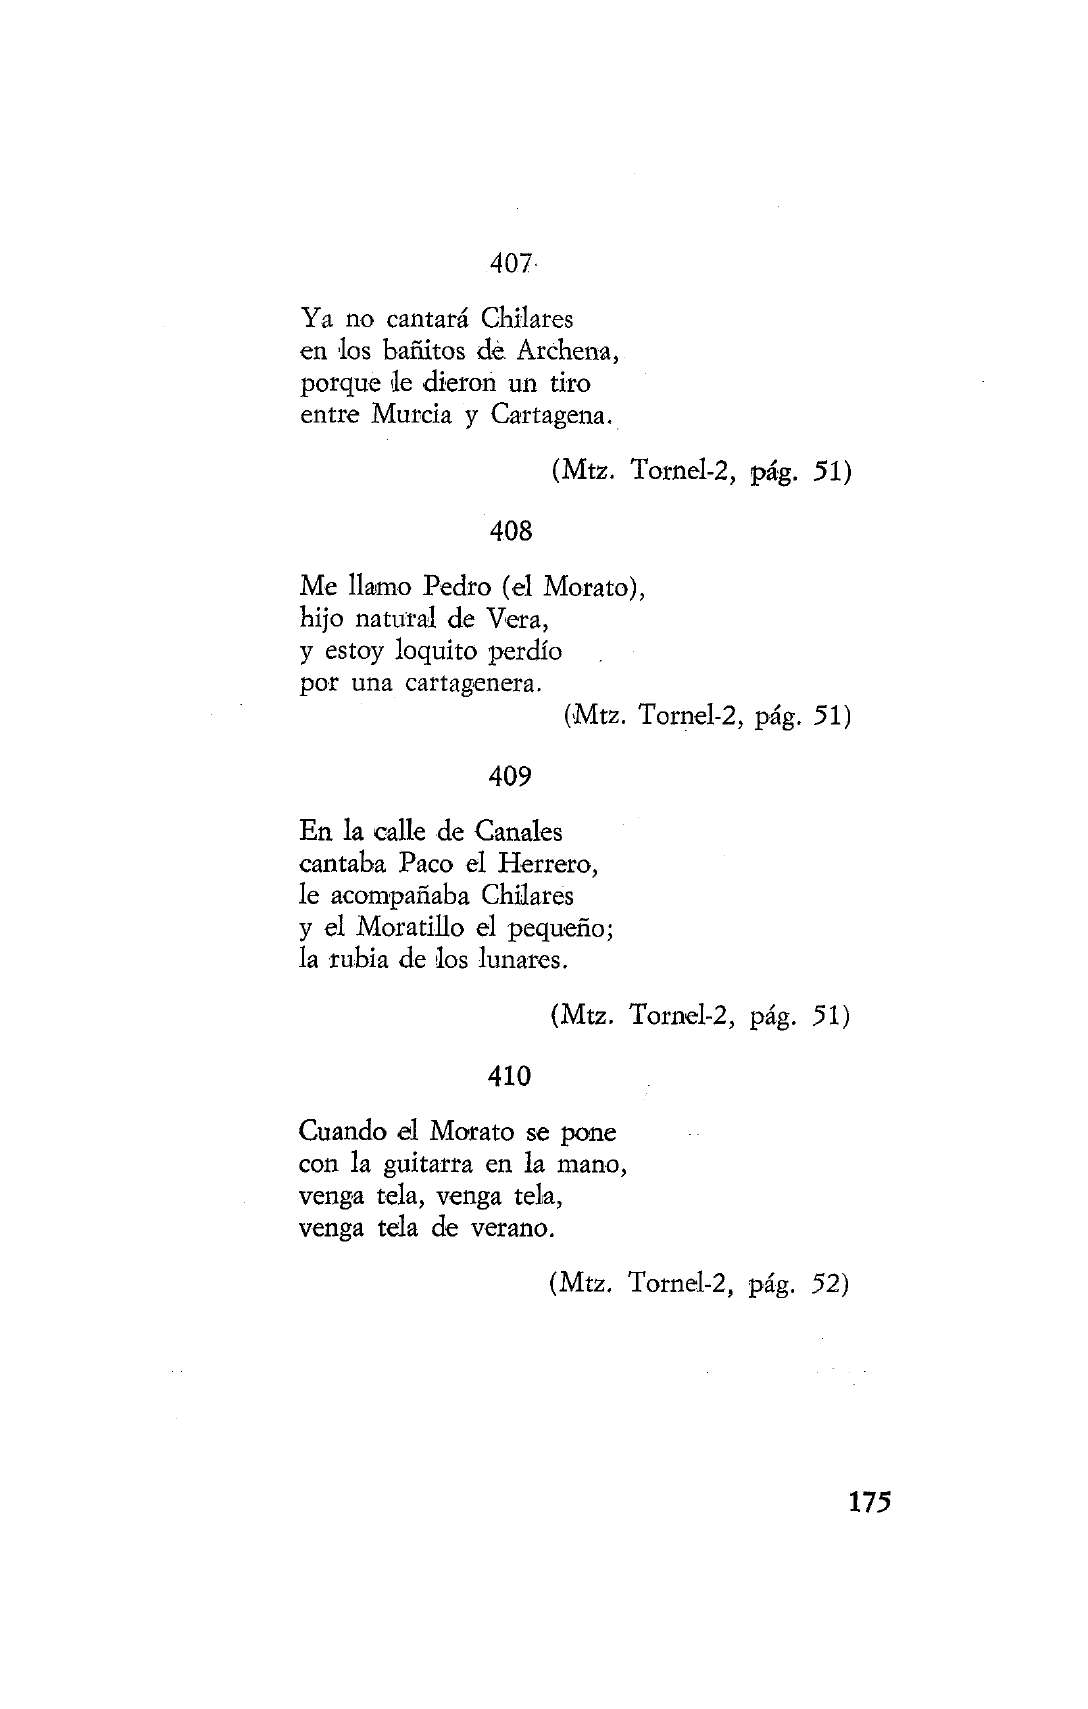 407
Ya no cantará Chilares
en los bañitos de Archena,
porque le dieron un tiro
entre Murcia y Cartagena.
(Mtz. Tornel-2, pág. 51)
408
Me llamo Pedro (el Morato),
hijo natural de Vera,
y estoy loquito perdío
por una cartagenera.
(Mtz. Tornel-2, pág. 51)
409
En la calle de Canales
cantaba Paco el Herrero,
le acompañaba Chilares
y el Moratillo el pequeño;
la rubia de los lunares.
(Mtz. Tornel-2, pág. 51)
410
Cuando el Morato se pone
con la guitarra en la mano,
venga tela, venga tela,
venga tela de verano.
(Mtz. Tornel-2, pág. 52)
175